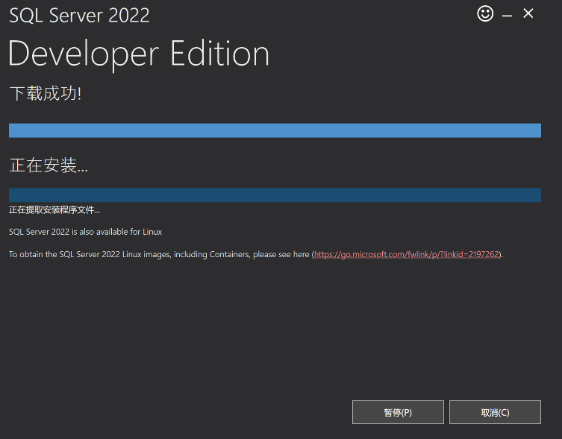 SQL Server 2022
Developer Edition
下载成功!
正在安装...
正在提取安装程序文件...
SQL Server 2022 is also available for Linux
To obtain the SQL Server 2022 Linux images, including Containers, please see here (https://go.microsoft.com/fwlink/p/?linkid=2197262).
暂停(P)
取消(C)